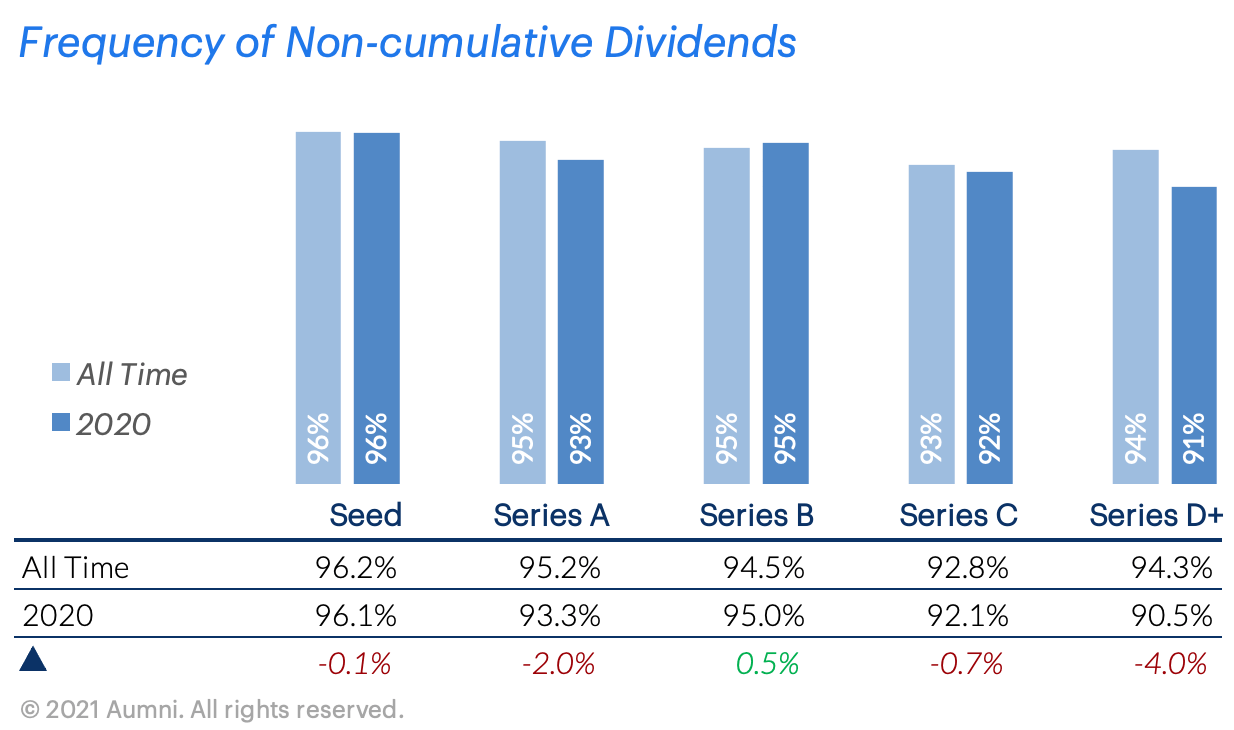 Frequency of Non-cumulative Dividends
All Time
2020
96% 96% 95% 93% 95% 95% 93% 92% 94% 91%
Seed Series A Series B Series C Series D+
All Time 96.2% 95.2% 94.5% 92.8% 94.3%
2020 96.1% 93.3% 95.0% 92.1% 90.5%
▲ -0.1% -2.0% 0.5% -0.7% -4.0%
© 2021 Aumni. All rights reserved.